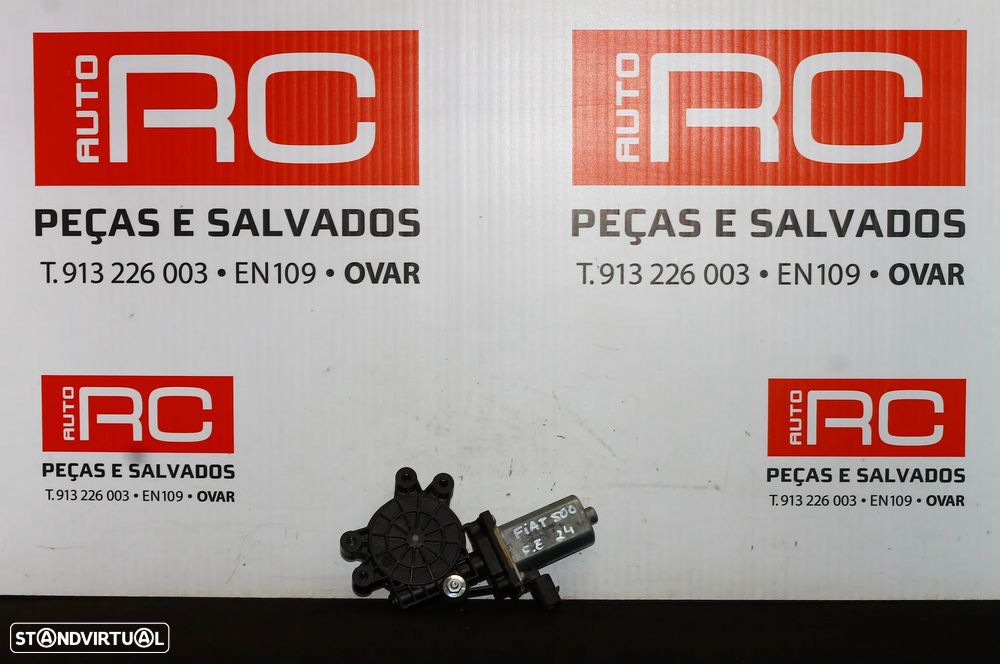 AUTO RC
PEÇAS E SALVADOS
T. 913 226 003 • EN109 • OVAR
AUTO RC
PEÇAS E SALVADOS
T. 913 226 003 • EN109 • OVAR
AUTO RC
PEÇAS E SALVADOS
T. 913 226 003 • EN109 • OVAR
AUTO RC
PEÇAS E SALVADOS
T. 913 226 003 • EN109 • OVAR
FIAT 500
F.E 24
STANDVIRTUAL